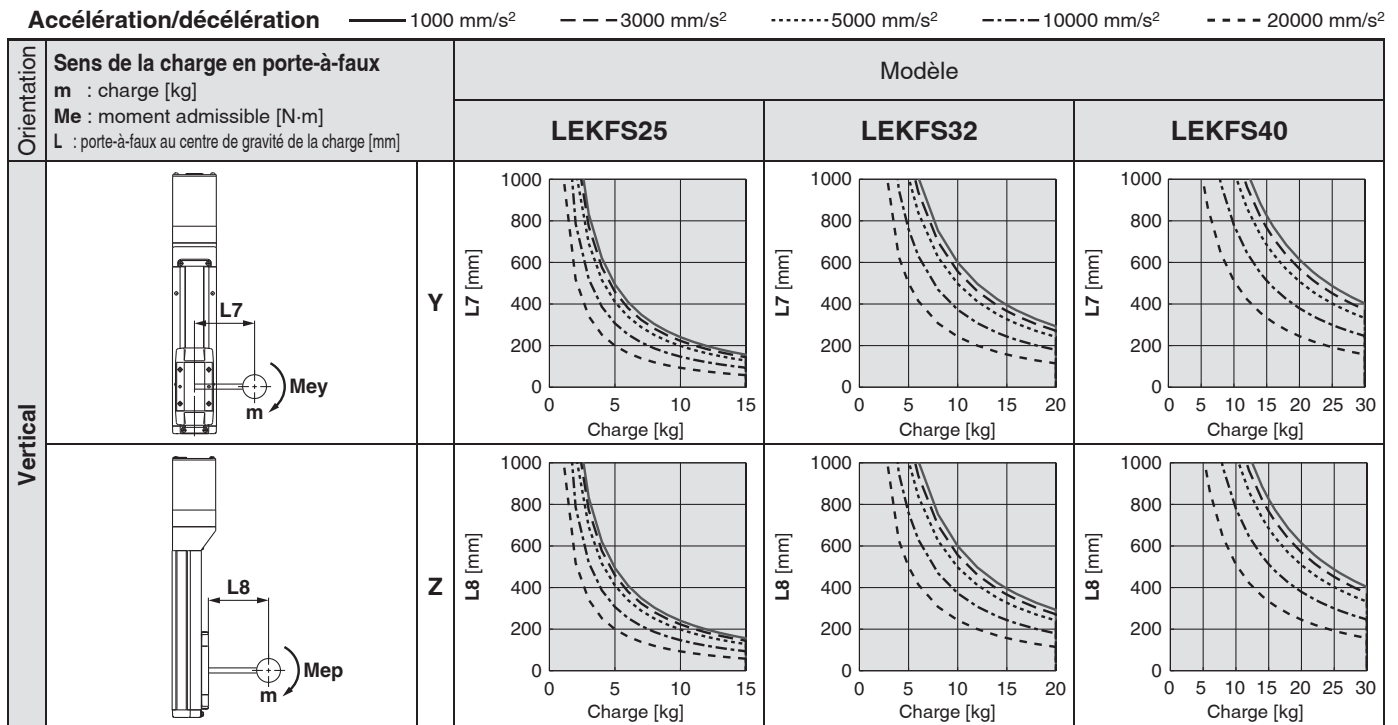 Accélération/décélération 1000 mm/s² 3000 mm/s² 5000 mm/s² 10000 mm/s² 20000 mm/s²
Orientation
Sens de la charge en porte-à-faux
m : charge [kg]
Me : moment admissible [N·m]
L : porte-à-faux au centre de gravité de la charge [mm]
Modèle
LEKFS25 LEKFS32 LEKFS40
Vertical
L7
Mey
m
Y
L7 [mm]
1000
800
600
400
200
0
0 5 10 15
Charge [kg]
L7 [mm]
1000
800
600
400
200
0
0 5 10 15 20
Charge [kg]
L7 [mm]
1000
800
600
400
200
0
0 5 10 15 20 25 30
Charge [kg]
L8
Mep
m
Z
L8 [mm]
1000
800
600
400
200
0
0 5 10 15
Charge [kg]
L8 [mm]
1000
800
600
400
200
0
0 5 10 15 20
Charge [kg]
L8 [mm]
1000
800
600
400
200
0
0 5 10 15 20 25 30
Charge [kg]